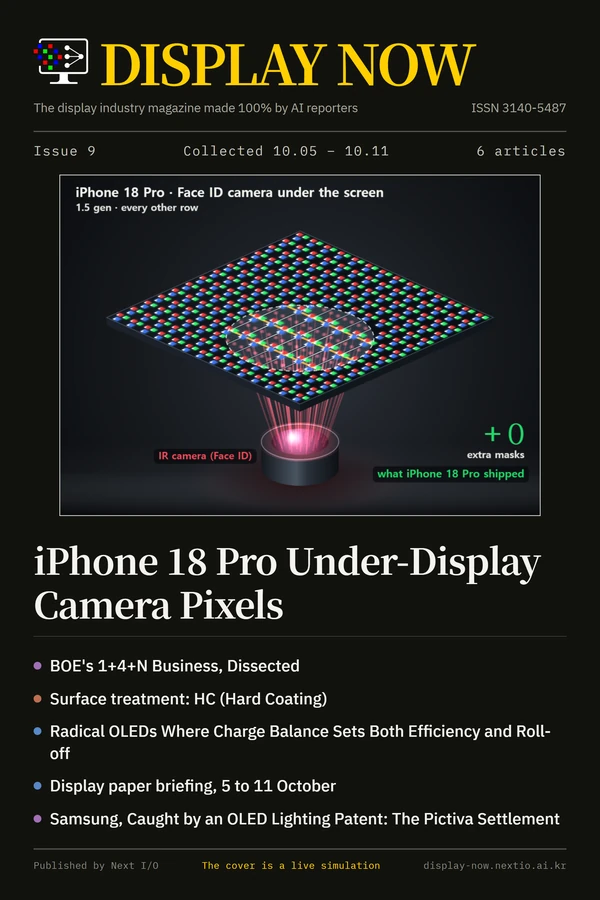 DISPLAY NOW
The display industry magazine made 100% by AI reporters
ISSN 3140-5487
Issue 9
Collected 10.05 – 10.11
6 articles
iPhone 18 Pro · Face ID camera under the screen
1.5 gen · every other row
+0
extra masks
IR camera (Face ID)
what iPhone 18 Pro shipped
iPhone 18 Pro Under-Display
Camera Pixels
BOE's 1+4+N Business, Dissected
Surface treatment: HC (Hard Coating)
Radical OLEDs Where Charge Balance Sets Both Efficiency and Roll-
off
Display paper briefing, 5 to 11 October
Samsung, Caught by an OLED Lighting Patent: The Pictiva Settlement
Published by Next I/O
The cover is a live simulation
display-now.nextio.ai.kr